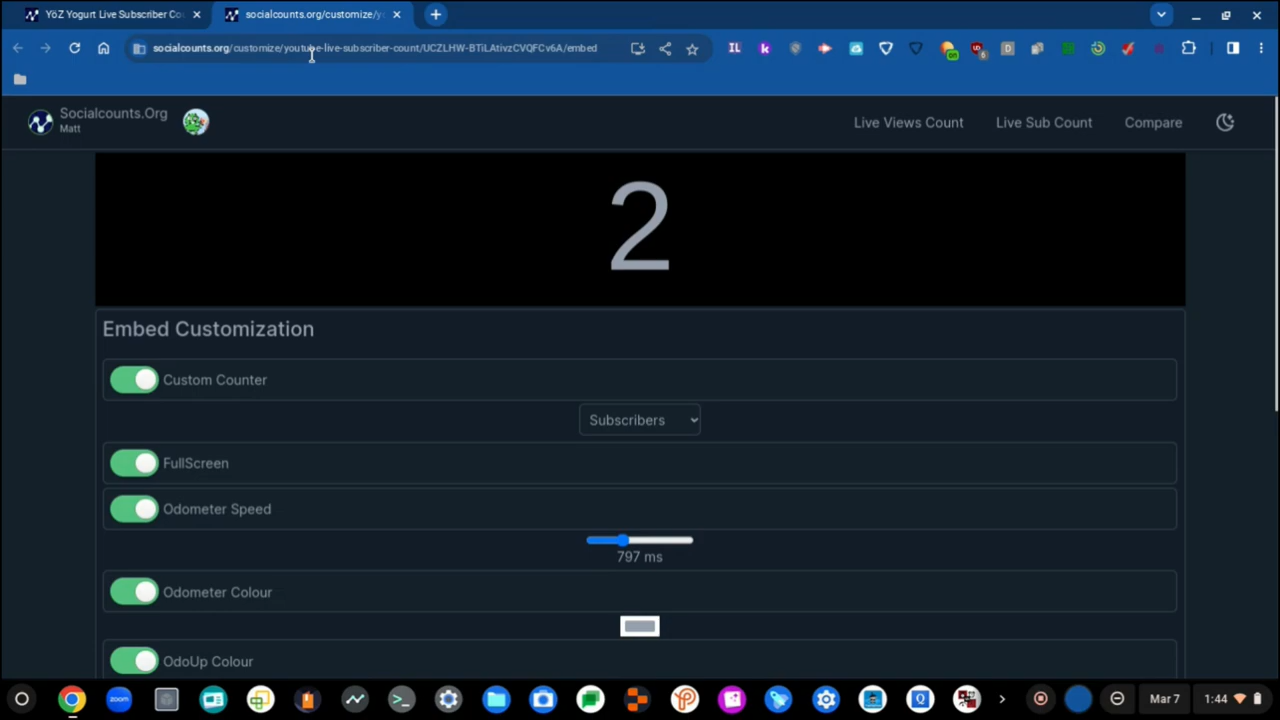 YöZ Yogurt Live Subscriber Co
socialcounts.org/customize/y
socialcounts.org/customize/youtube-live-subscriber-count/UCZLHW-BTiLAtivzCVQFCv6A/embed
Socialcounts.Org
Matt
Live Views Count
Live Sub Count
Compare
2
Embed Customization
Custom Counter
Subscribers
FullScreen
Odometer Speed
797 ms
Odometer Colour
OdoUp Colour
zoom
Mar 7
1:44